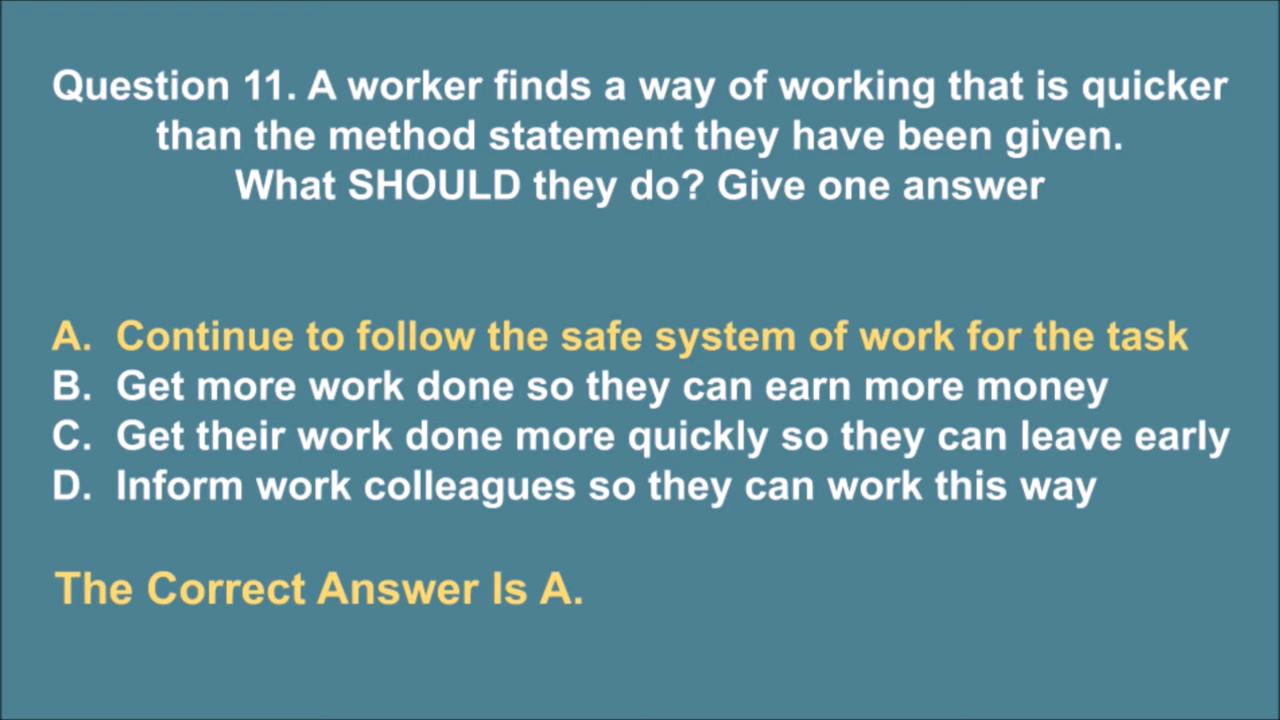 Question 11. A worker finds a way of working that is quicker
than the method statement they have been given.
What SHOULD they do? Give one answer
A. Continue to follow the safe system of work for the task
B. Get more work done so they can earn more money
C. Get their work done more quickly so they can leave early
D. Inform work colleagues so they can work this way
The Correct Answer Is A.